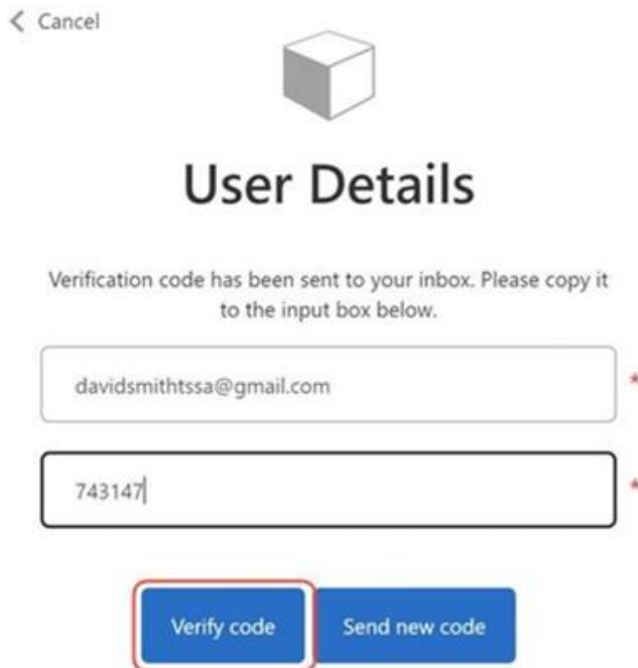 Cancel
User Details
Verification code has been sent to your inbox. Please copy it
to the input box below.
davidsmithtssa@gmail.com
*
743147
*
Verify code
Send new code